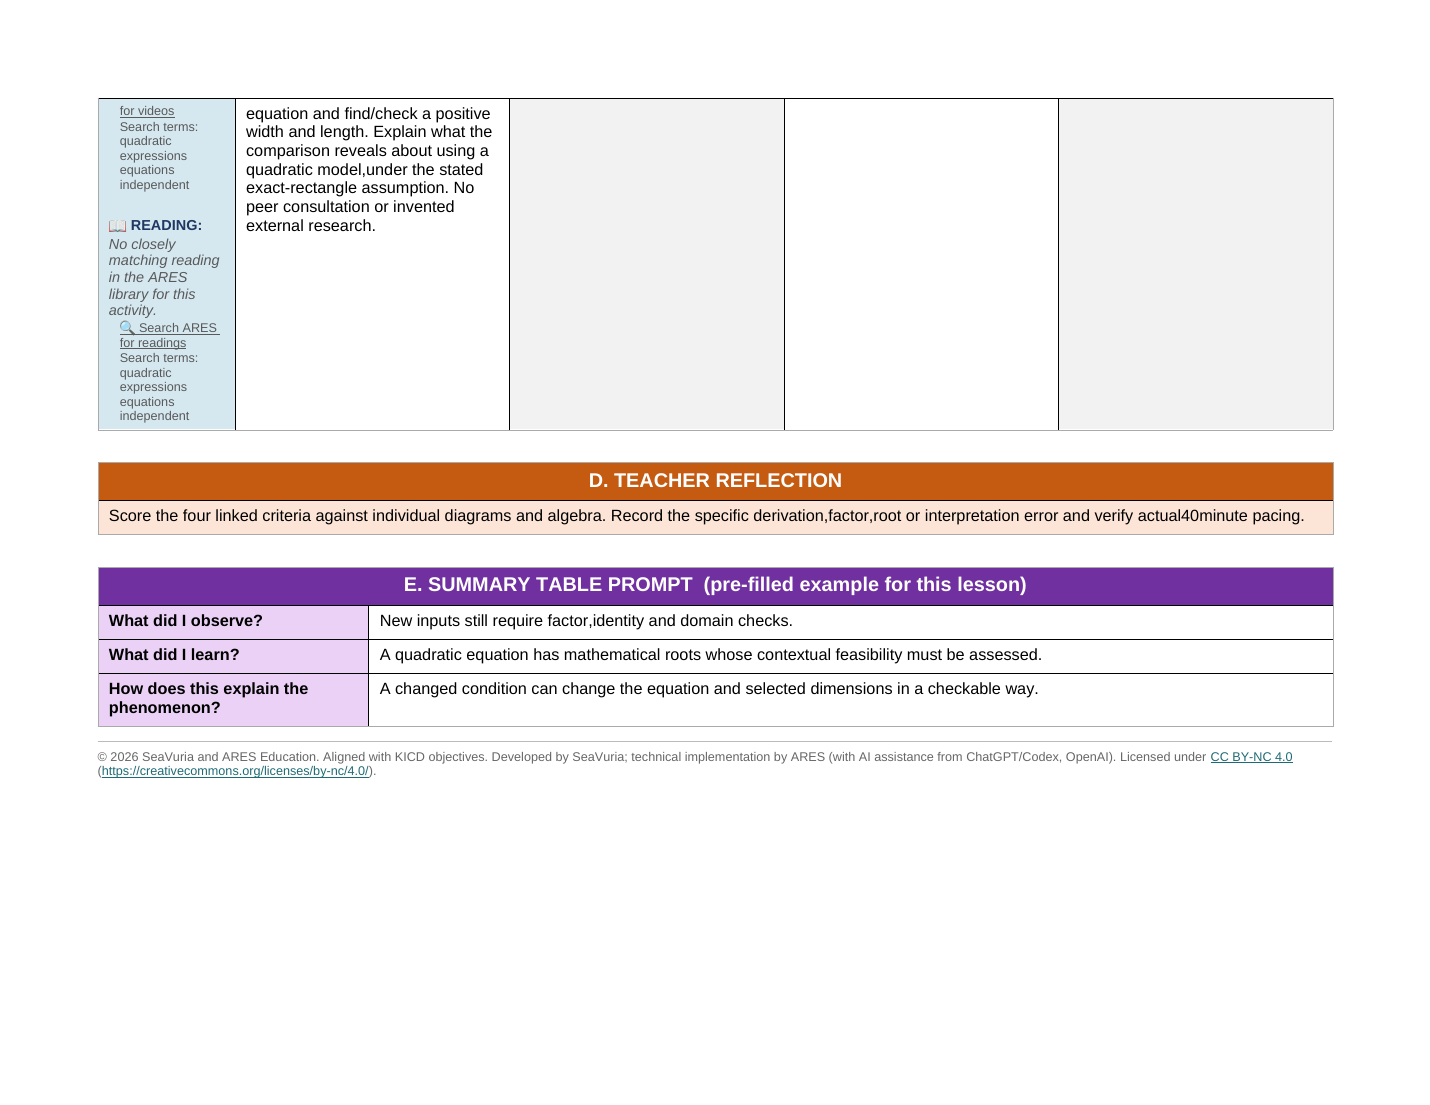 for videos
Search terms:
quadratic
expressions
equations
independent
📖 READING:
No closely
matching reading
in the ARES
library for this
activity.
🔍 Search ARES
for readings
Search terms:
quadratic
expressions
equations
independent
equation and find/check a positive
width and length. Explain what the
comparison reveals about using a
quadratic model,under the stated
exact-rectangle assumption. No
peer consultation or invented
external research.
D. TEACHER REFLECTION
Score the four linked criteria against individual diagrams and algebra. Record the specific derivation,factor,root or interpretation error and verify actual40minute pacing.
E. SUMMARY TABLE PROMPT (pre-filled example for this lesson)
What did I observe?
New inputs still require factor,identity and domain checks.
What did I learn?
A quadratic equation has mathematical roots whose contextual feasibility must be assessed.
How does this explain the
phenomenon?
A changed condition can change the equation and selected dimensions in a checkable way.
© 2026 SeaVuria and ARES Education. Aligned with KICD objectives. Developed by SeaVuria; technical implementation by ARES (with AI assistance from ChatGPT/Codex, OpenAI). Licensed under CC BY-NC 4.0
(https://creativecommons.org/licenses/by-nc/4.0/).